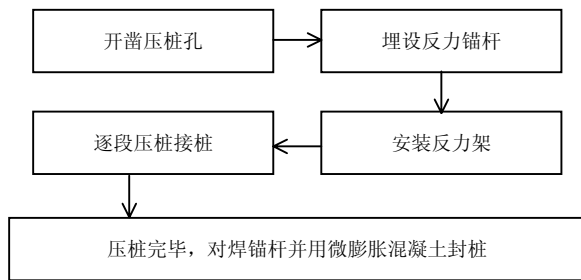 开凿压桩孔
埋设反力锚杆
安装反力架
逐段压桩接桩
压桩完毕，对焊锚杆并用微膨胀混凝土封桩